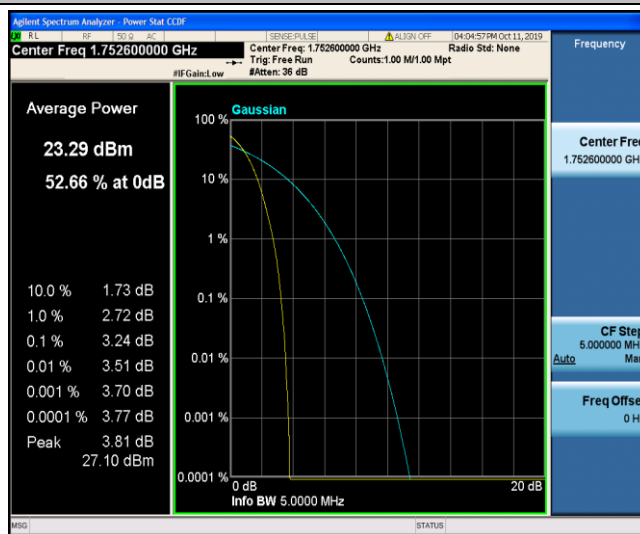 Agilent Spectrum Analyzer - Power Stat CCDF
RL RF 50 Ω AC SENSE:PULSE ALIGN OFF 04:04:57 PM Oct 11, 2019
Center Freq 1.752600000 GHz
Center Freq: 1.752600000 GHz Radio Std: None
Trig: Free Run Counts:1.00 M/1.00 Mpt
#IFGain:Low #Atten: 36 dB
Frequency
Average Power
23.29 dBm
52.66 % at 0dB
10.0 % 1.73 dB
1.0 % 2.72 dB
0.1 % 3.24 dB
0.01 % 3.51 dB
0.001 % 3.70 dB
0.0001 % 3.77 dB
Peak 3.81 dB
27.10 dBm
Gaussian
100 %
10 %
1 %
0.1 %
0.01 %
0.001 %
0.0001 %
0 dB 20 dB
Info BW 5.0000 MHz
Center Fre
1.752600000 GH
CF Step
5.000000 MH
Auto Ma
Freq Offse
0 H
MSG STATUS